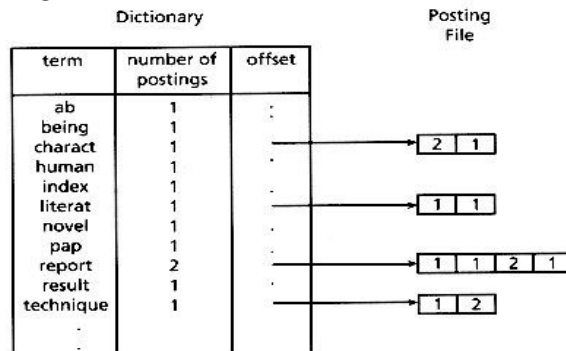 Dictionary
Posting
File
term number of postings offset
ab 1 .
being 1 .
charact 1 2 1
human 1 .
index 1 .
literat 1 1 1
novel 1 .
pap 1 .
report 2 1 1 2 1
result 1 .
technique 1 1 2
. . .
. . .